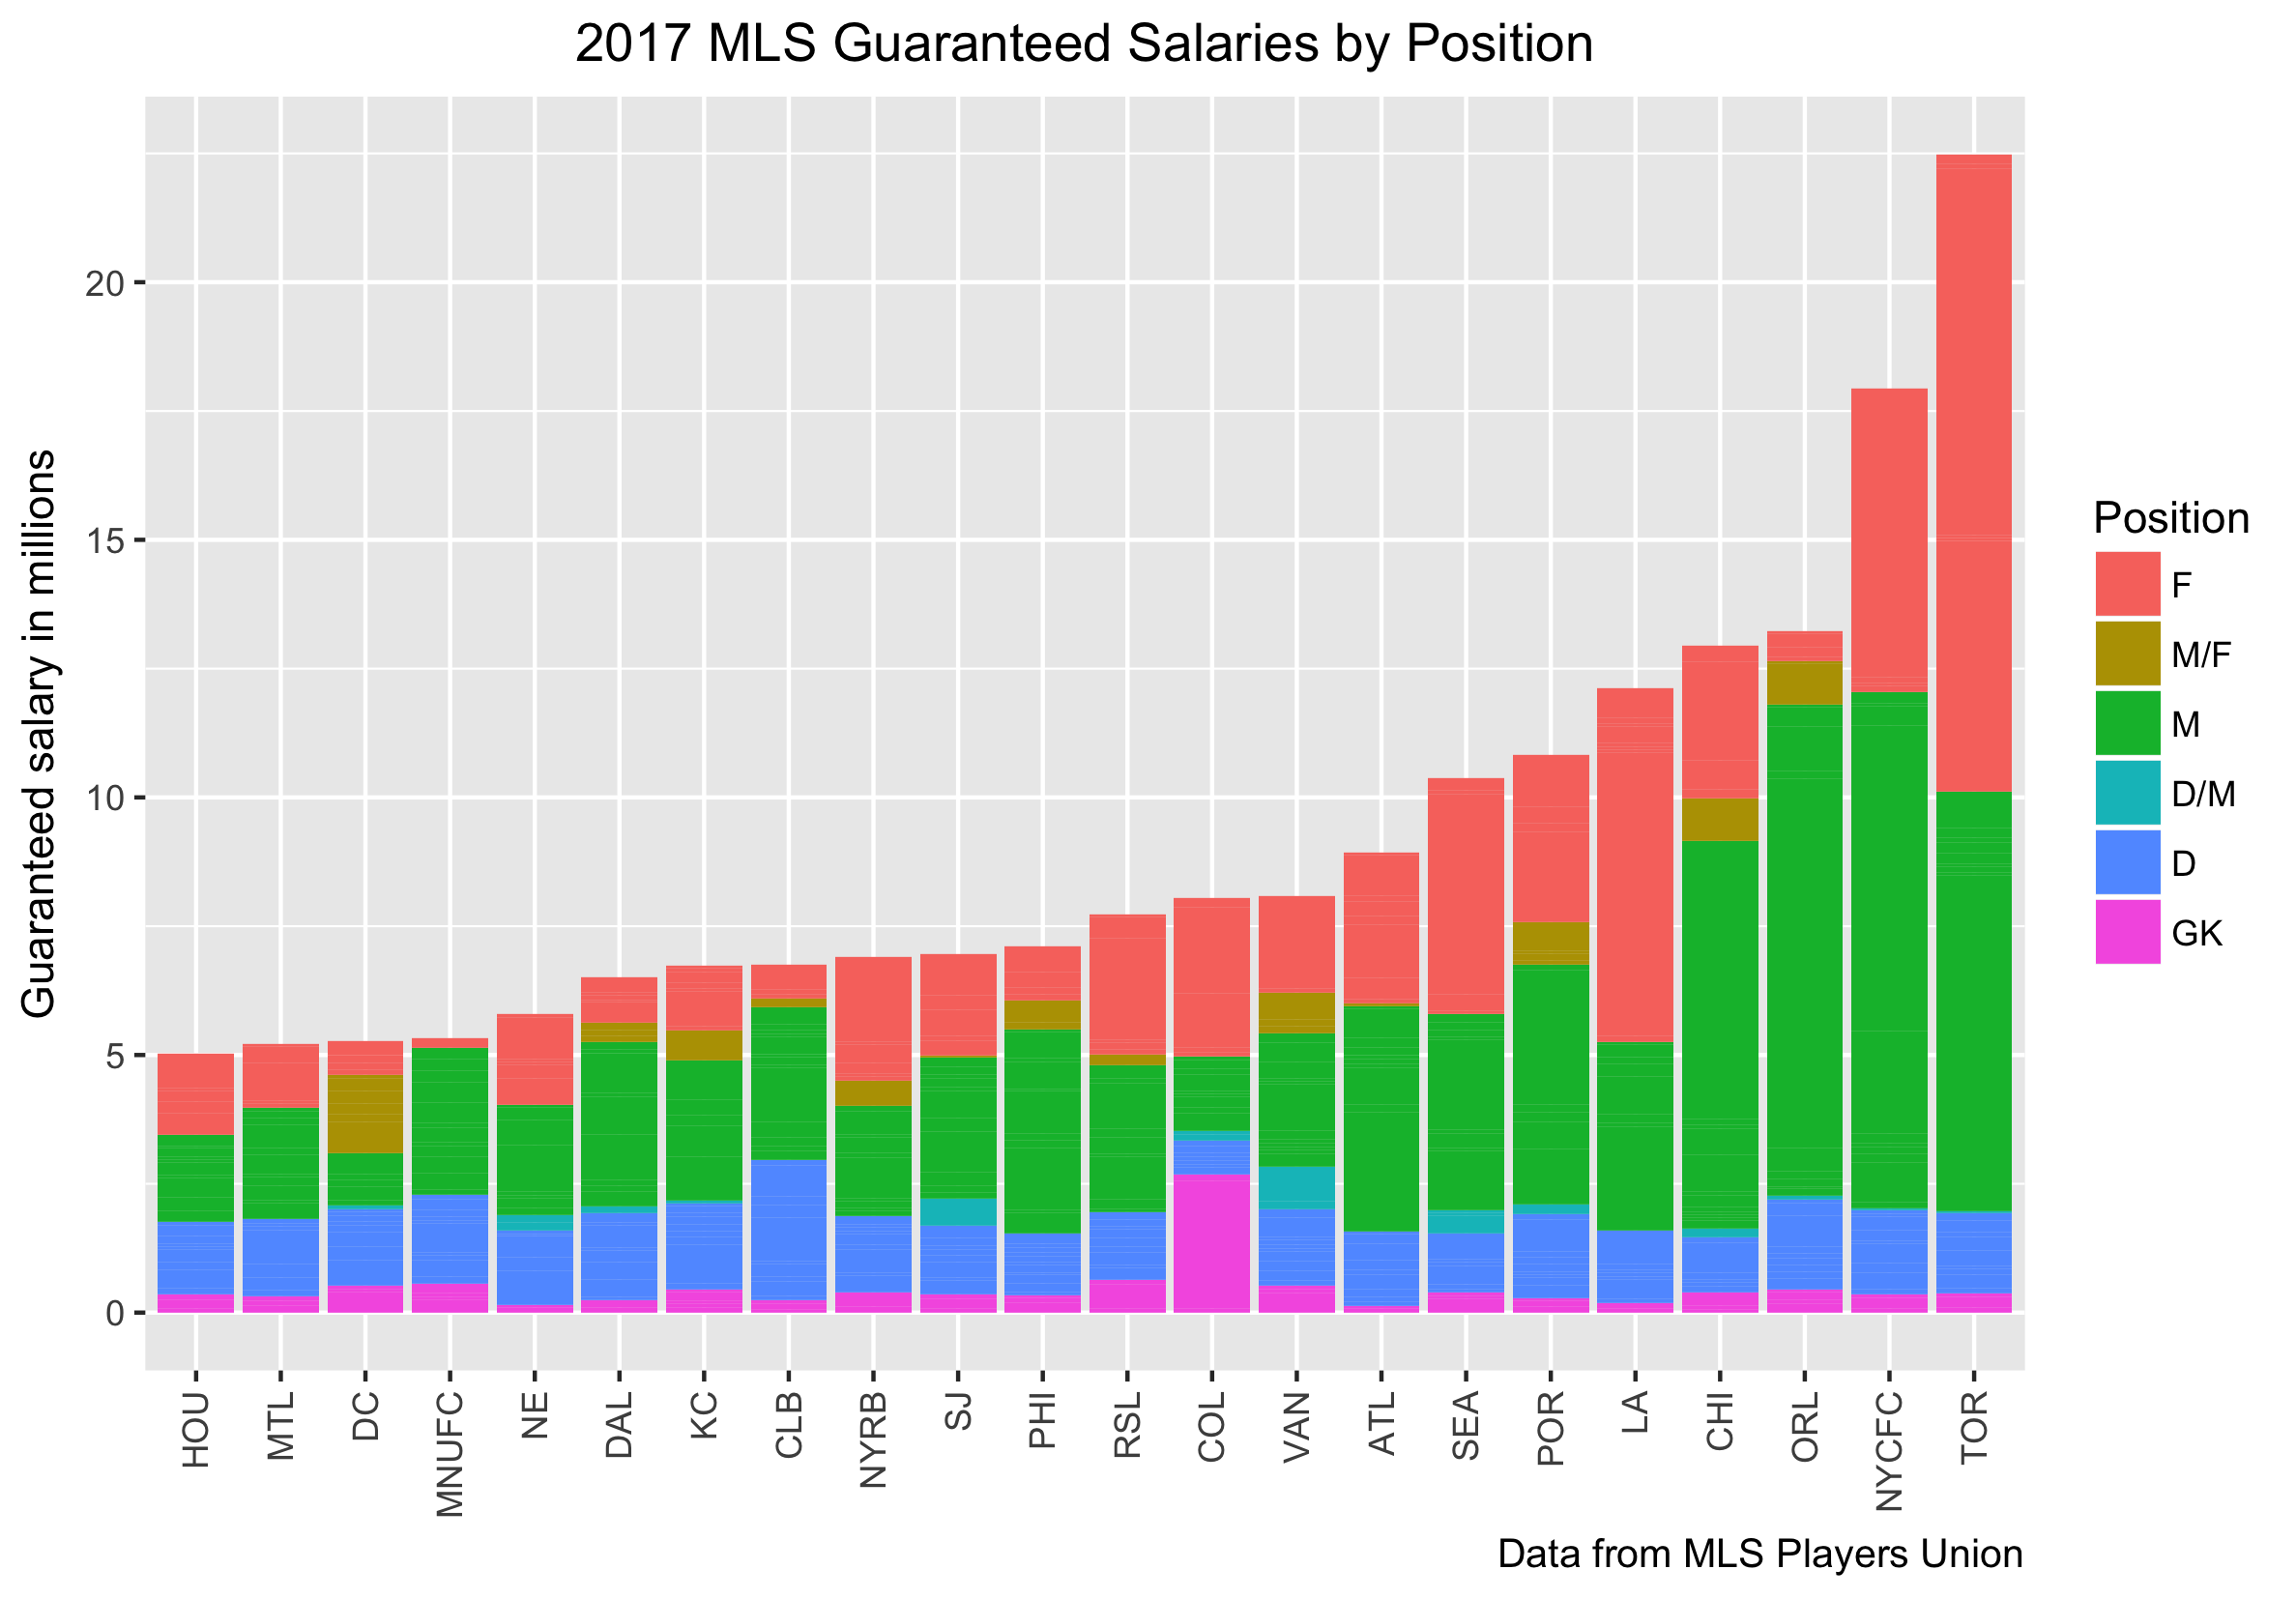 2017 MLS Guaranteed Salaries by Position
Guaranteed salary in millions
20
15
10
5
0
HOU
MTL
DC
MNUFC
NE
DAL
KC
CLB
NYRB
SJ
PHI
RSL
COL
VAN
ATL
SEA
POR
LA
CHI
ORL
NYCFC
TOR
Position
F
M/F
M
D/M
D
GK
Data from MLS Players Union